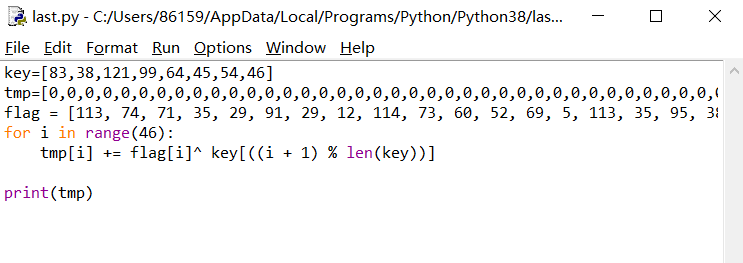 last.py - C:/Users/86159/AppData/Local/Programs/Python/Python38/las...
File Edit Format Run Options Window Help
key=[83,38,121,99,64,45,54,46]
tmp=[0,0,0,0,0,0,0,0,0,0,0,0,0,0,0,0,0,0,0,0,0,0,0,0,0,0,0,0,0,0,0,0,0,0,0,0,
flag = [113, 74, 71, 35, 29, 91, 29, 12, 114, 73, 60, 52, 69, 5, 113, 35, 95,
for i in range(46):
    tmp[i] += flag[i]^ key[((i + 1) % len(key))]
print(tmp)